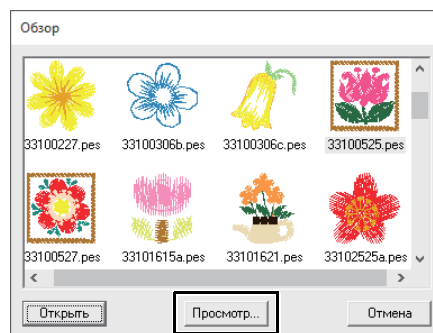 Обзор
33100227.pes 33100306b.pes 33100306c.pes 33100525.pes
33100527.pes 33101615a.pes 33101621.pes 33102525a.pes
Открыть Просмотр... Отмена